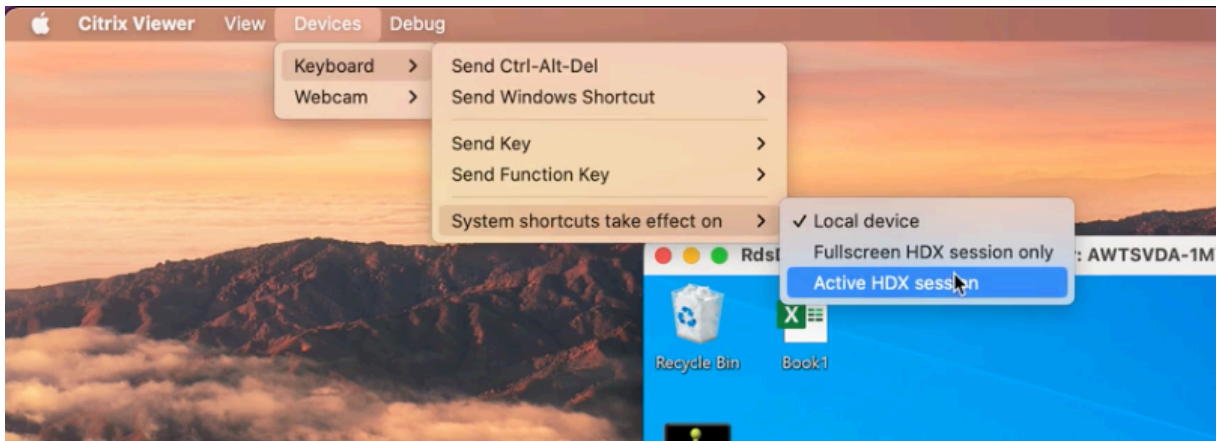 Citrix Viewer View Devices Debug
Keyboard >
Webcam >
Send Ctrl-Alt-Del
Send Windows Shortcut >
Send Key >
Send Function Key >
System shortcuts take effect on >
✓ Local device
Fullscreen HDX session only
Active HDX session
: AWTSVDA-1M
Recycle Bin
Book1